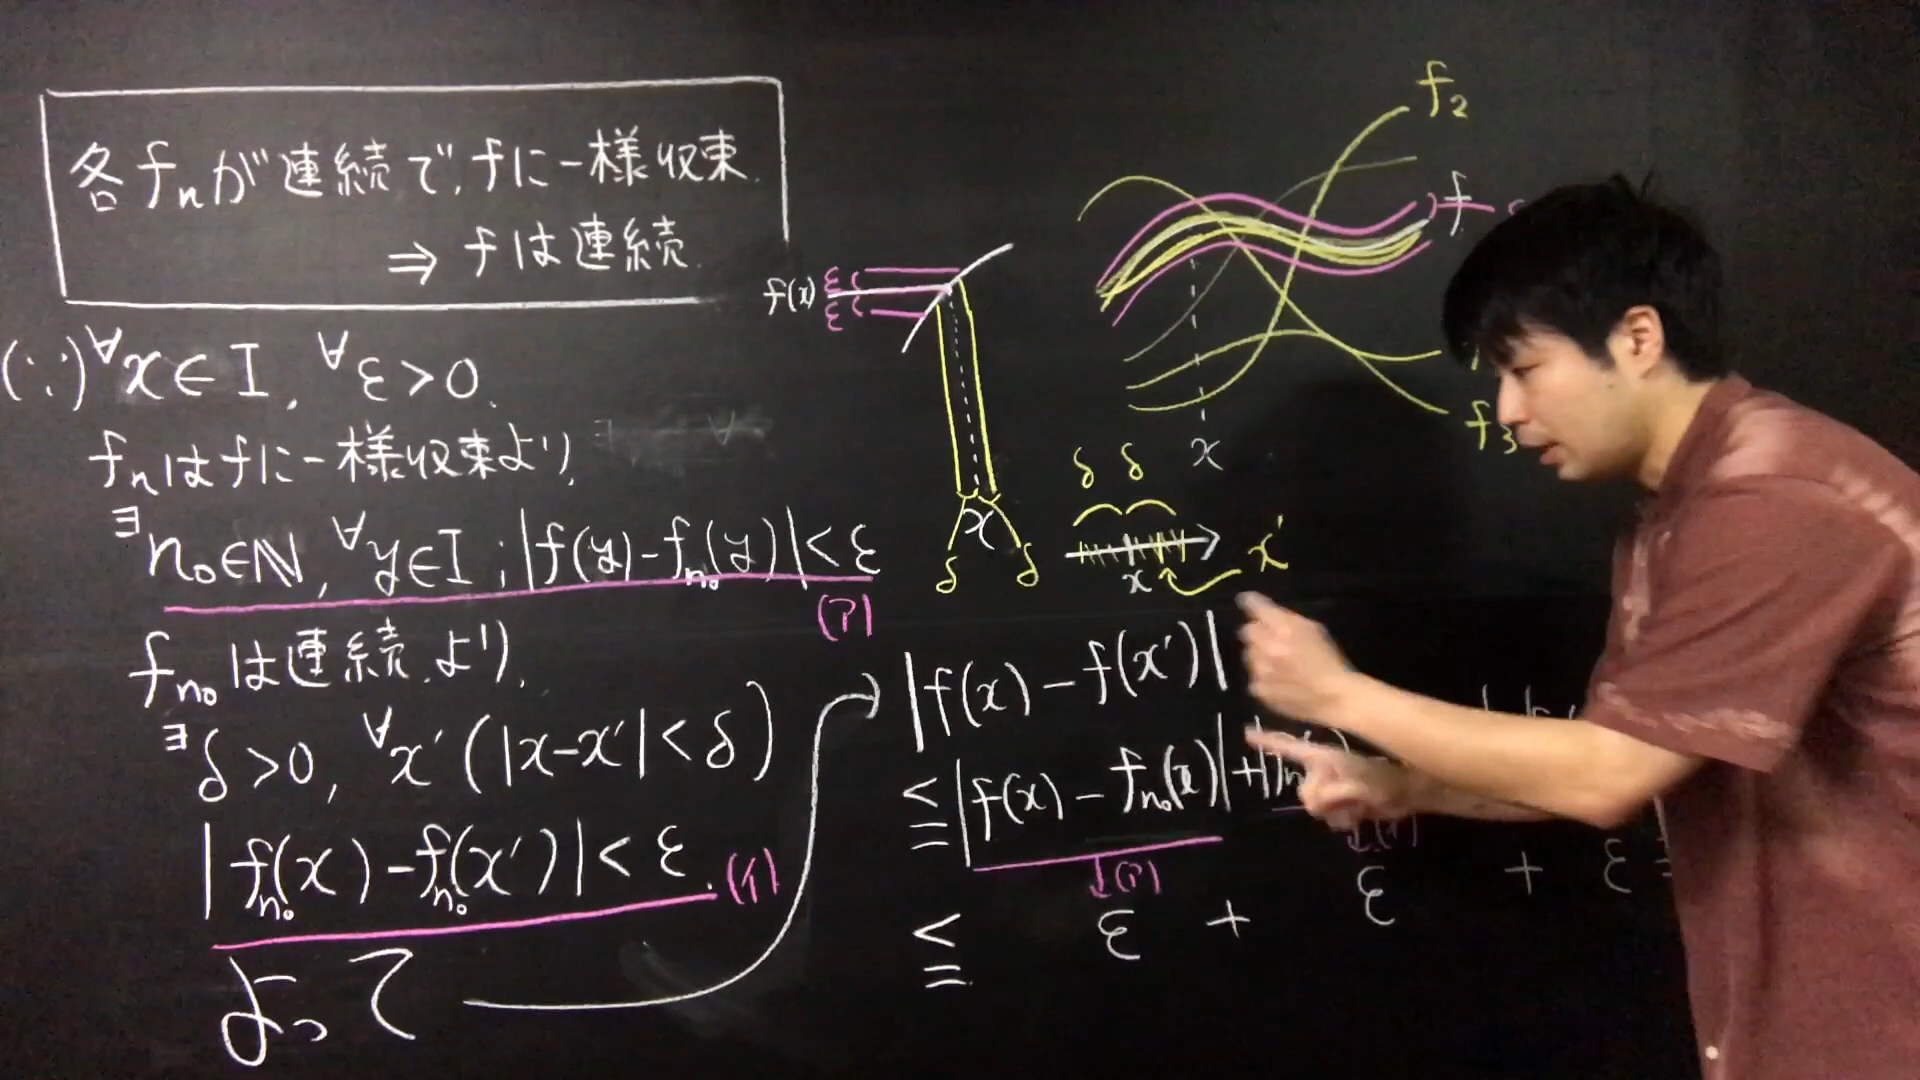 各fₙが連続で,fに一様収束.
⇒ fは連続.
(∵) ∀x∈I, ∀ε>0,
fₙはfに一様収束より,
∃n₀∈ℕ, ∀y∈I ; |f(y)-fₙ₀(y)|<ε
(ア)
fₙ₀は連続より,
∃δ>0, ∀x'(|x-x'|<δ)
|fₙ₀(x)-fₙ₀(x')|<ε. (イ)
よって
f(x) ε
ε
x
δ δ
f₂
f
f₃
x
δ δ
x x'
|f(x)-f(x')|
≦|f(x)-fₙ₀(x)|+|
↓(ア) ↓(イ)
≦ ε + ε + ε